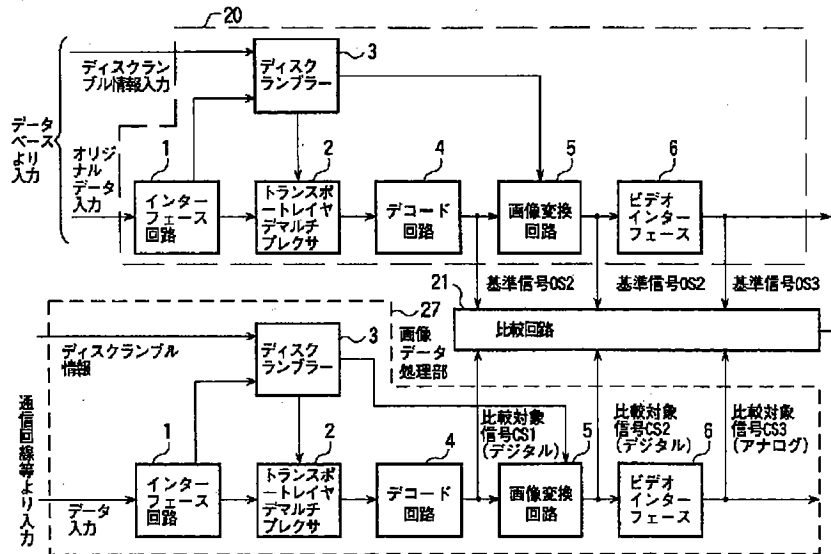 20
ディスクラン
ブル情報入力
データ
ベース
より入力
オリジ
ナル
データ入力
3
ディスク
ランブラー
1
インター
フェース
回路
2
トランスポ
ートレイヤ
デマルチ
プレクサ
4
デコード
回路
5
画像変換
回路
6
ビデオ
インター
フェース
基準信号OS2
基準信号OS2
基準信号OS3
21
比較回路
27
画像
データ
処理部
ディスクランブル
情報
3
ディスク
ランブラー
通信回線等より入力
データ
入力
1
インター
フェース
回路
2
トランスポ
ートレイヤ
デマルチ
プレクサ
4
デコード
回路
比較対象
信号CS1
(デジタル)
5
画像変換
回路
比較対象
信号CS2
(デジタル)
6
ビデオ
インター
フェース
比較対象
信号CS3
(アナログ)